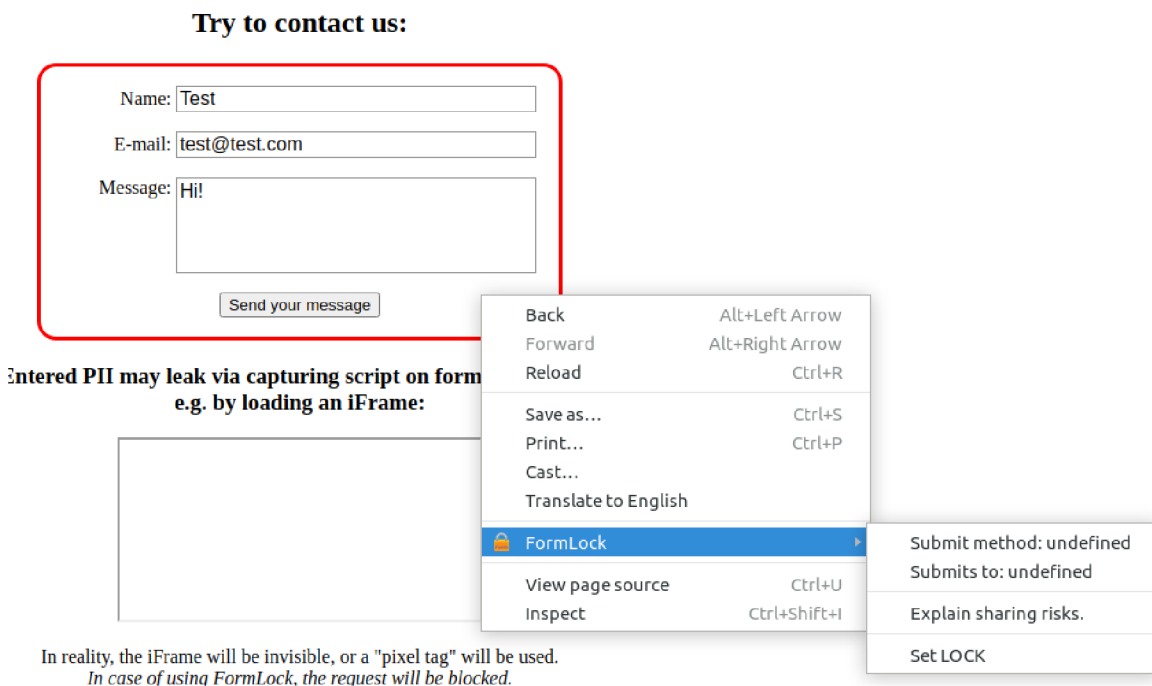 Try to contact us:
Name: Test
E-mail: test@test.com
Message: Hi!
Send your message
Entered PII may leak via capturing script on form
e.g. by loading an iFrame:
In reality, the iFrame will be invisible, or a "pixel tag" will be used.
In case of using FormLock, the request will be blocked.
Back Alt+Left Arrow
Forward Alt+Right Arrow
Reload Ctrl+R
Save as... Ctrl+S
Print... Ctrl+P
Cast...
Translate to English
FormLock
View page source Ctrl+U
Inspect Ctrl+Shift+I
Submit method: undefined
Submits to: undefined
Explain sharing risks.
Set LOCK